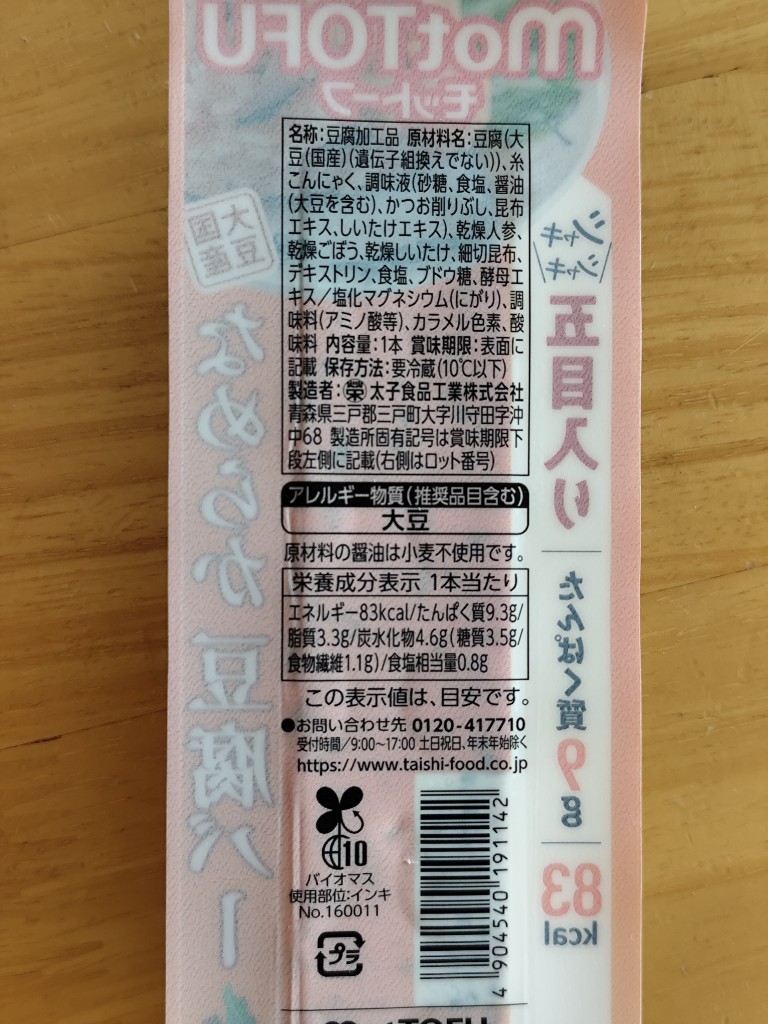 motTOFU
モットーフ
名称:豆腐加工品 原材料名:豆腐(大
豆(国産)(遺伝子組換えでない))、糸
こんにゃく、調味液(砂糖、食塩、醤油
(大豆を含む)、かつお削りぶし、昆布
エキス、しいたけエキス)、乾燥人参、
乾燥ごぼう、乾燥しいたけ、細切昆布、
デキストリン、食塩、ブドウ糖、酵母エ
キス/塩化マグネシウム(にがり)、調
味料(アミノ酸等)、カラメル色素、酸
味料 内容量:1本 賞味期限:表面に
記載 保存方法:要冷蔵(10℃以下)
製造者:㊑太子食品工業株式会社
青森県三戸郡三戸町大字川守田字沖
中68 製造所固有記号は賞味期限下
段左側に記載(右側はロット番号)
アレルギー物質(推奨品目含む)
大豆
原材料の醤油は小麦不使用です。
栄養成分表示 1本当たり
エネルギー83kcal/たんぱく質9.3g/
脂質3.3g/炭水化物4.6g(糖質3.5g/
食物繊維1.1g)/食塩相当量0.8g
この表示値は、目安です。
●お問い合わせ先 0120-417710
受付時間/9:00~17:00 土日祝日、年末年始除く
https://www.taishi-food.co.jp
10
バイオマス
使用部位:インキ
No.160011
プラ
4 904540 191142
大豆国産
なめらか豆腐バー
シャキ
シャキ
五目入り
たんぱく質9g
83
kcal